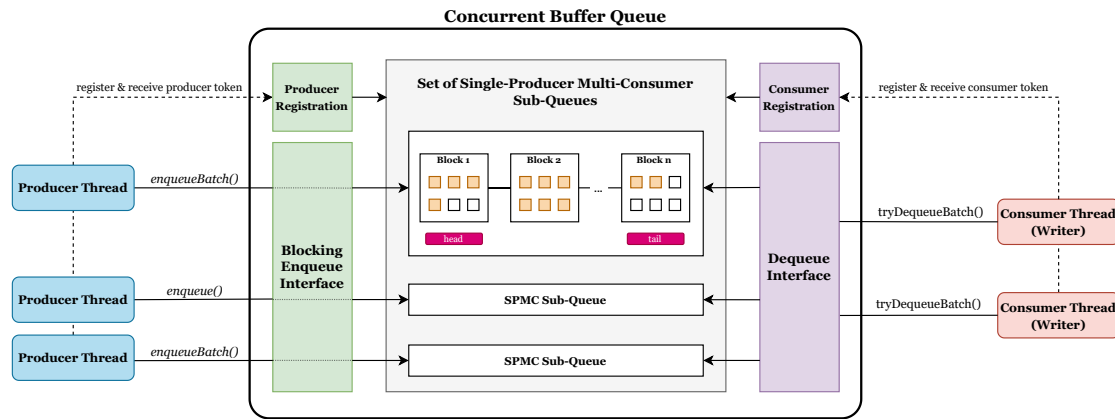 Concurrent Buffer Queue
register & receive producer token
Producer
Registration
Set of Single-Producer Multi-Consumer
Sub-Queues
Consumer
Registration
register & receive consumer token
Block 1
Block 2
Block n
...
head
tail
Producer Thread
enqueueBatch()
Blocking
Enqueue
Interface
Dequeue
Interface
tryDequeueBatch()
Consumer Thread
(Writer)
Producer Thread
enqueue()
SPMC Sub-Queue
tryDequeueBatch()
Consumer Thread
(Writer)
Producer Thread
enqueueBatch()
SPMC Sub-Queue